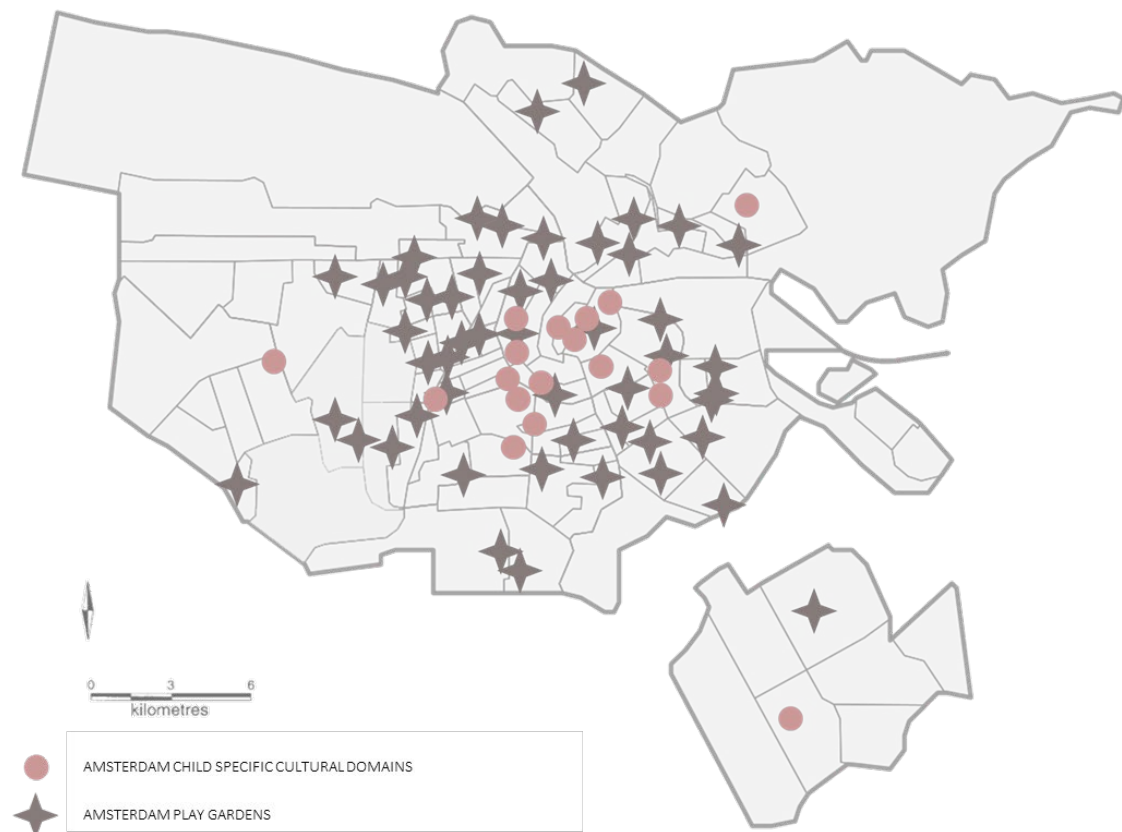 0 3 6
kilometres
AMSTERDAM CHILD SPECIFIC CULTURAL DOMAINS
AMSTERDAM PLAY GARDENS